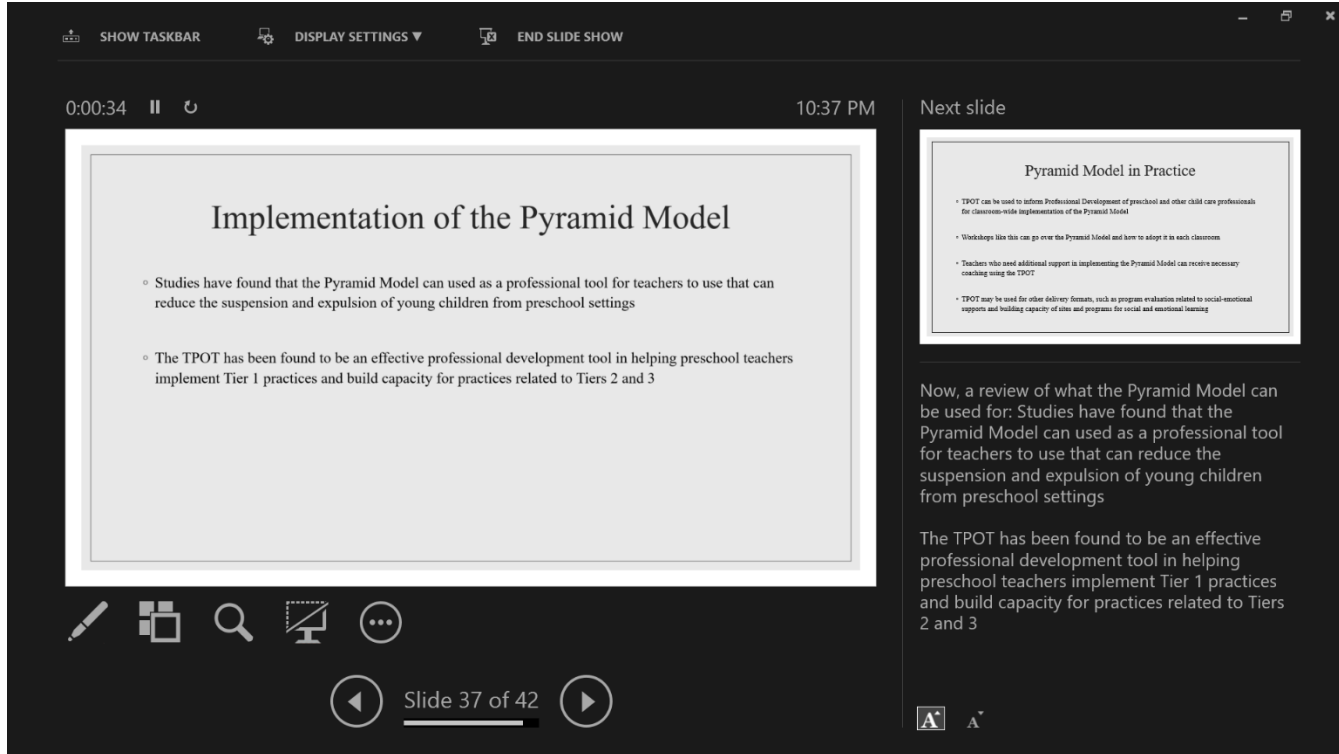 SHOW TASKBAR
DISPLAY SETTINGS ▼
END SLIDE SHOW
0:00:34
10:37 PM
Implementation of the Pyramid Model
◦ Studies have found that the Pyramid Model can used as a professional tool for teachers to use that can
reduce the suspension and expulsion of young children from preschool settings
◦ The TPOT has been found to be an effective professional development tool in helping preschool teachers
implement Tier 1 practices and build capacity for practices related to Tiers 2 and 3
Slide 37 of 42
Next slide
Pyramid Model in Practice
◦ TPOT can be used to inform Professional Development of preschool and other child care professionals
for classroom-wide implementation of the Pyramid Model
◦ Workshops like this can go over the Pyramid Model and how to adopt it in each classroom
◦ Teachers who need additional support in implementing the Pyramid Model can receive necessary
coaching using the TPOT
◦ TPOT may be used for other delivery formats, such as program evaluation related to social-emotional
supports and building capacity of sites and programs for social and emotional learning
Now, a review of what the Pyramid Model can
be used for: Studies have found that the
Pyramid Model can used as a professional tool
for teachers to use that can reduce the
suspension and expulsion of young children
from preschool settings
The TPOT has been found to be an effective
professional development tool in helping
preschool teachers implement Tier 1 practices
and build capacity for practices related to Tiers
2 and 3
A A